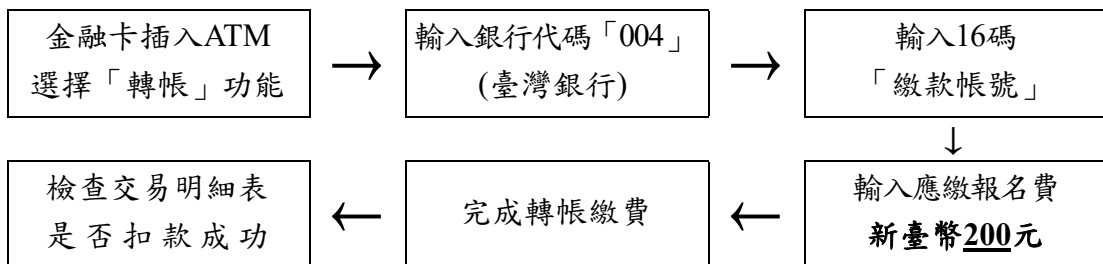 金融卡插入ATM
選擇「轉帳」功能
→
輸入銀行代碼「004」
(臺灣銀行)
→
輸入16碼
「繳款帳號」
↓
輸入應繳報名費
新臺幣200元
←
完成轉帳繳費
←
檢查交易明細表
是否扣款成功